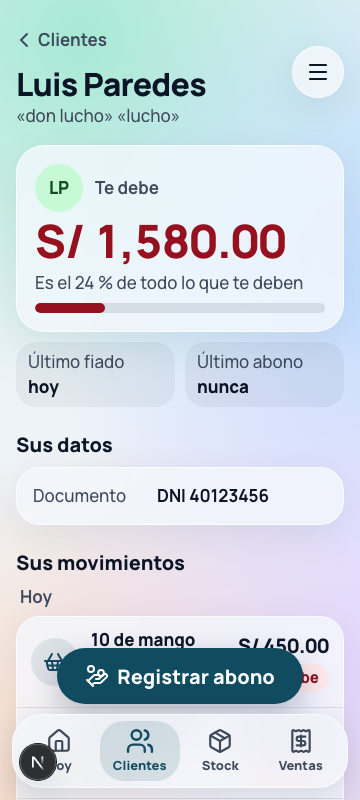 Clientes
Luis Paredes
«don lucho» «lucho»
LP
Te debe
S/ 1,580.00
Es el 24 % de todo lo que te deben
Último fiado
hoy
Último abono
nunca
Sus datos
Documento
DNI 40123456
Sus movimientos
Hoy
10 de mango
S/ 450.00
be
Registrar abono
N
oy
Clientes
Stock
Ventas